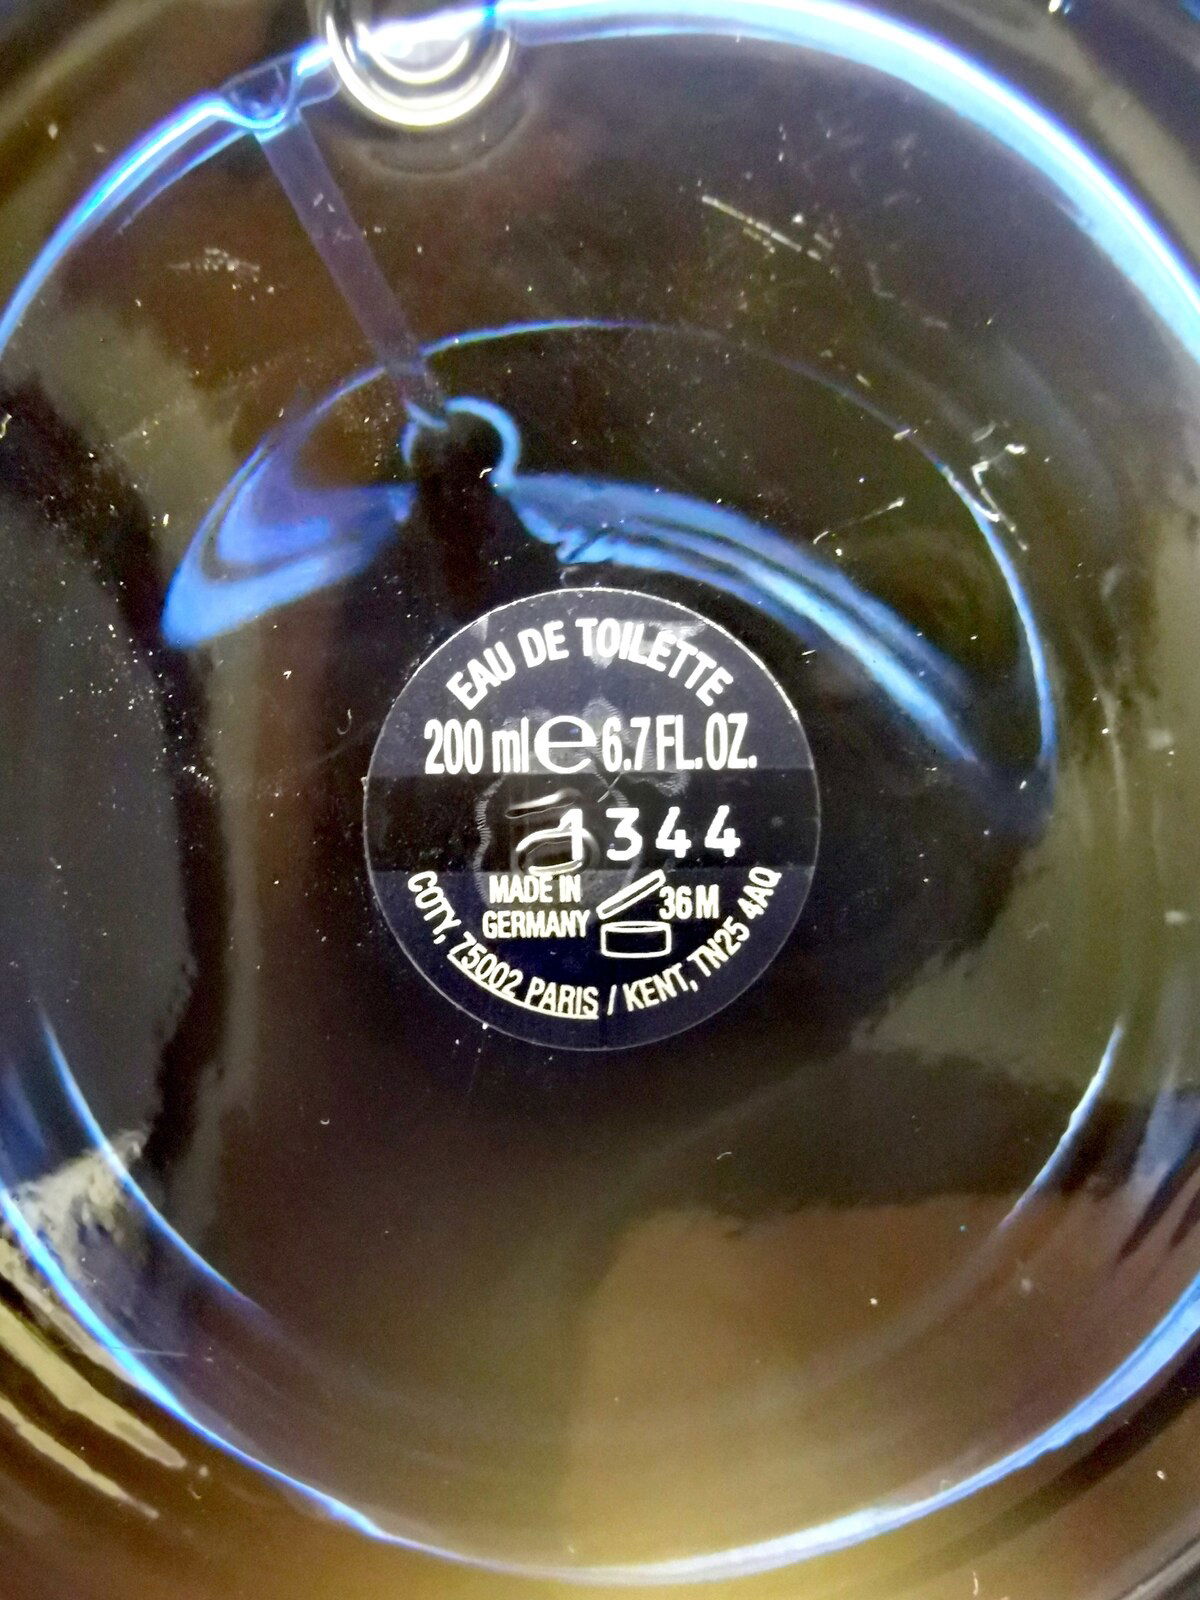 EAU DE TOILETTE
200 ml e 6.7 FL. OZ.
1344
MADE IN
GERMANY
36 M
COTY, 75002 PARIS / KENT, TN25 4AQ